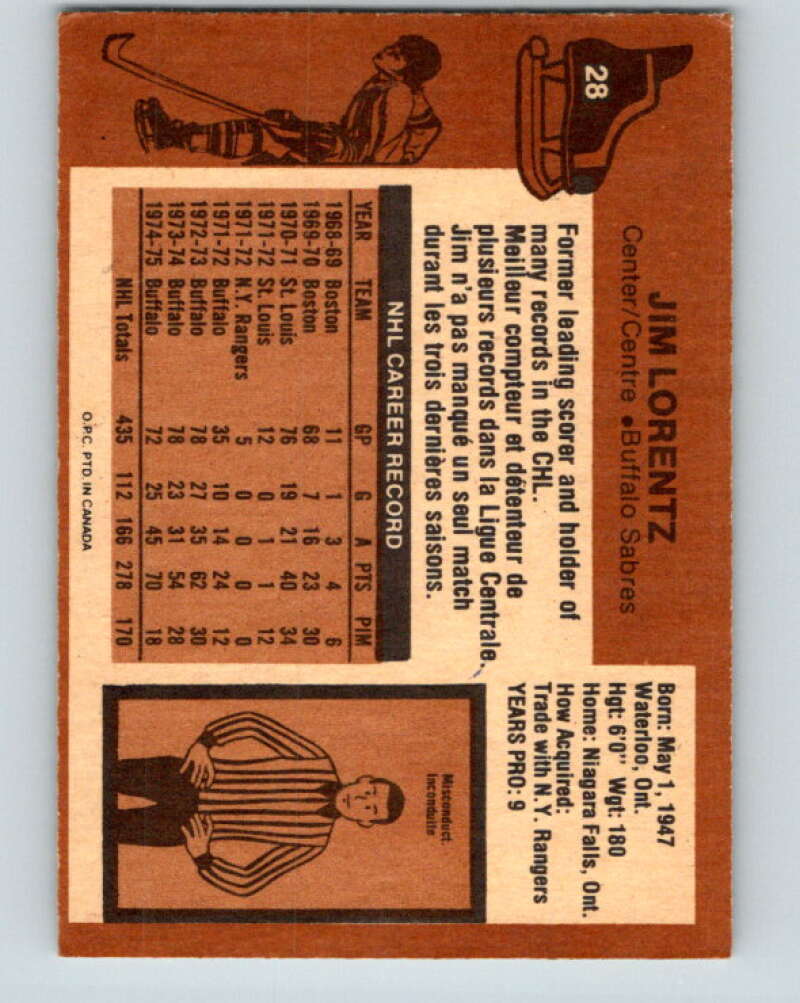 28
JIM LORENTZ
Center/Centre • Buffalo Sabres
Former leading scorer and holder of
many records in the CHL.
Meilleur compteur et détenteur de
plusieurs records dans la Ligue Centrale.
Jim n'a pas manqué un seul match
durant les trois dernières saisons.
Born: May 1, 1947
Waterloo, Ont.
Hgt: 6'0" Wgt: 180
Home: Niagara Falls, Ont.
How Acquired:
Trade with N.Y. Rangers
YEARS PRO: 9
NHL CAREER RECORD
YEAR TEAM GP G A PTS PIM
1968-69 Boston 11 1 3 4 6
1969-70 Boston 68 7 16 23 30
1970-71 St. Louis 76 19 21 40 34
1971-72 St. Louis 12 0 1 1 12
1971-72 N.Y. Rangers 5 0 0 0 0
1971-72 Buffalo 35 10 14 24 12
1972-73 Buffalo 78 27 35 62 30
1973-74 Buffalo 78 23 31 54 28
1974-75 Buffalo 72 25 45 70 18
NHL Totals 435 112 166 278 170
Misconduct.
Inconduite
O.P.C. PTD. IN CANADA